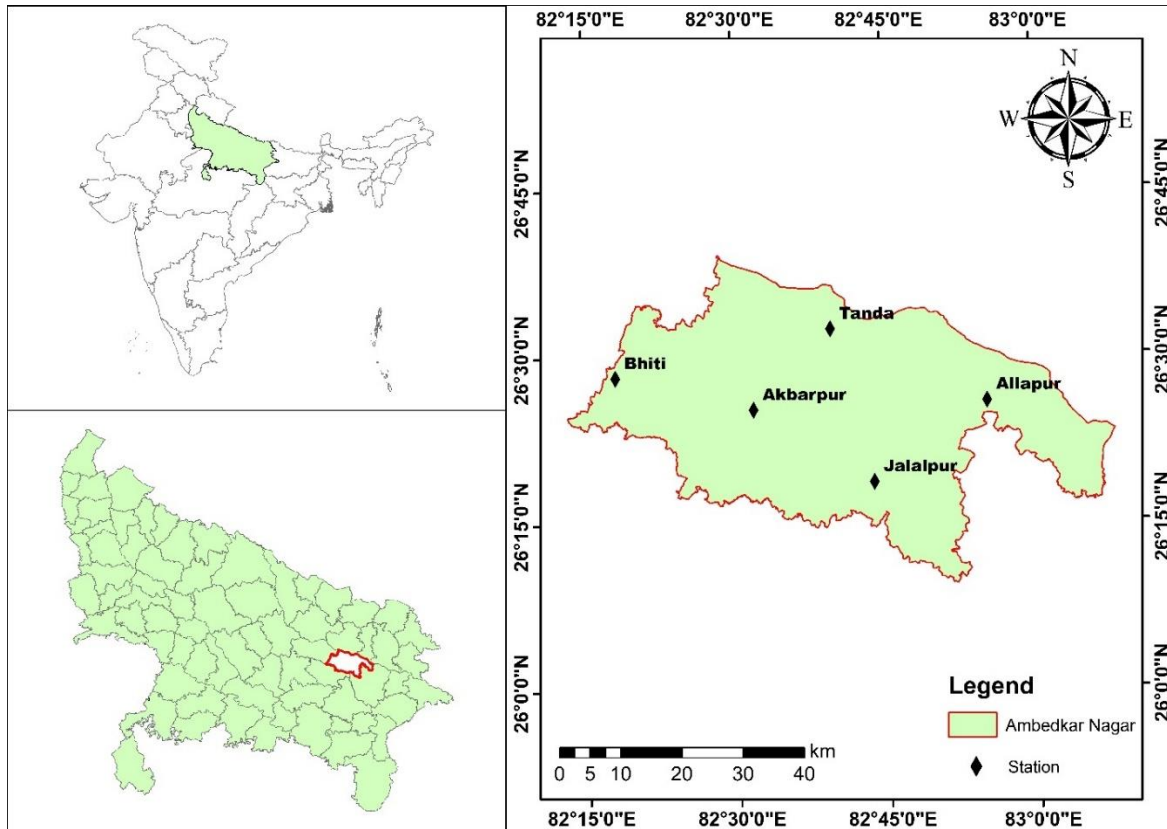 82°15'0"E 82°30'0"E 82°45'0"E 83°0'0"E
N
W E
S
26°45'0"N 26°45'0"N
Tanda
26°30'0"N 26°30'0"N
Bhiti
Allapur
Akbarpur
Jalalpur
26°15'0"N 26°15'0"N
26°0'0"N 26°0'0"N
Legend
Ambedkar Nagar
Station
km
0 5 10 20 30 40
82°15'0"E 82°30'0"E 82°45'0"E 83°0'0"E